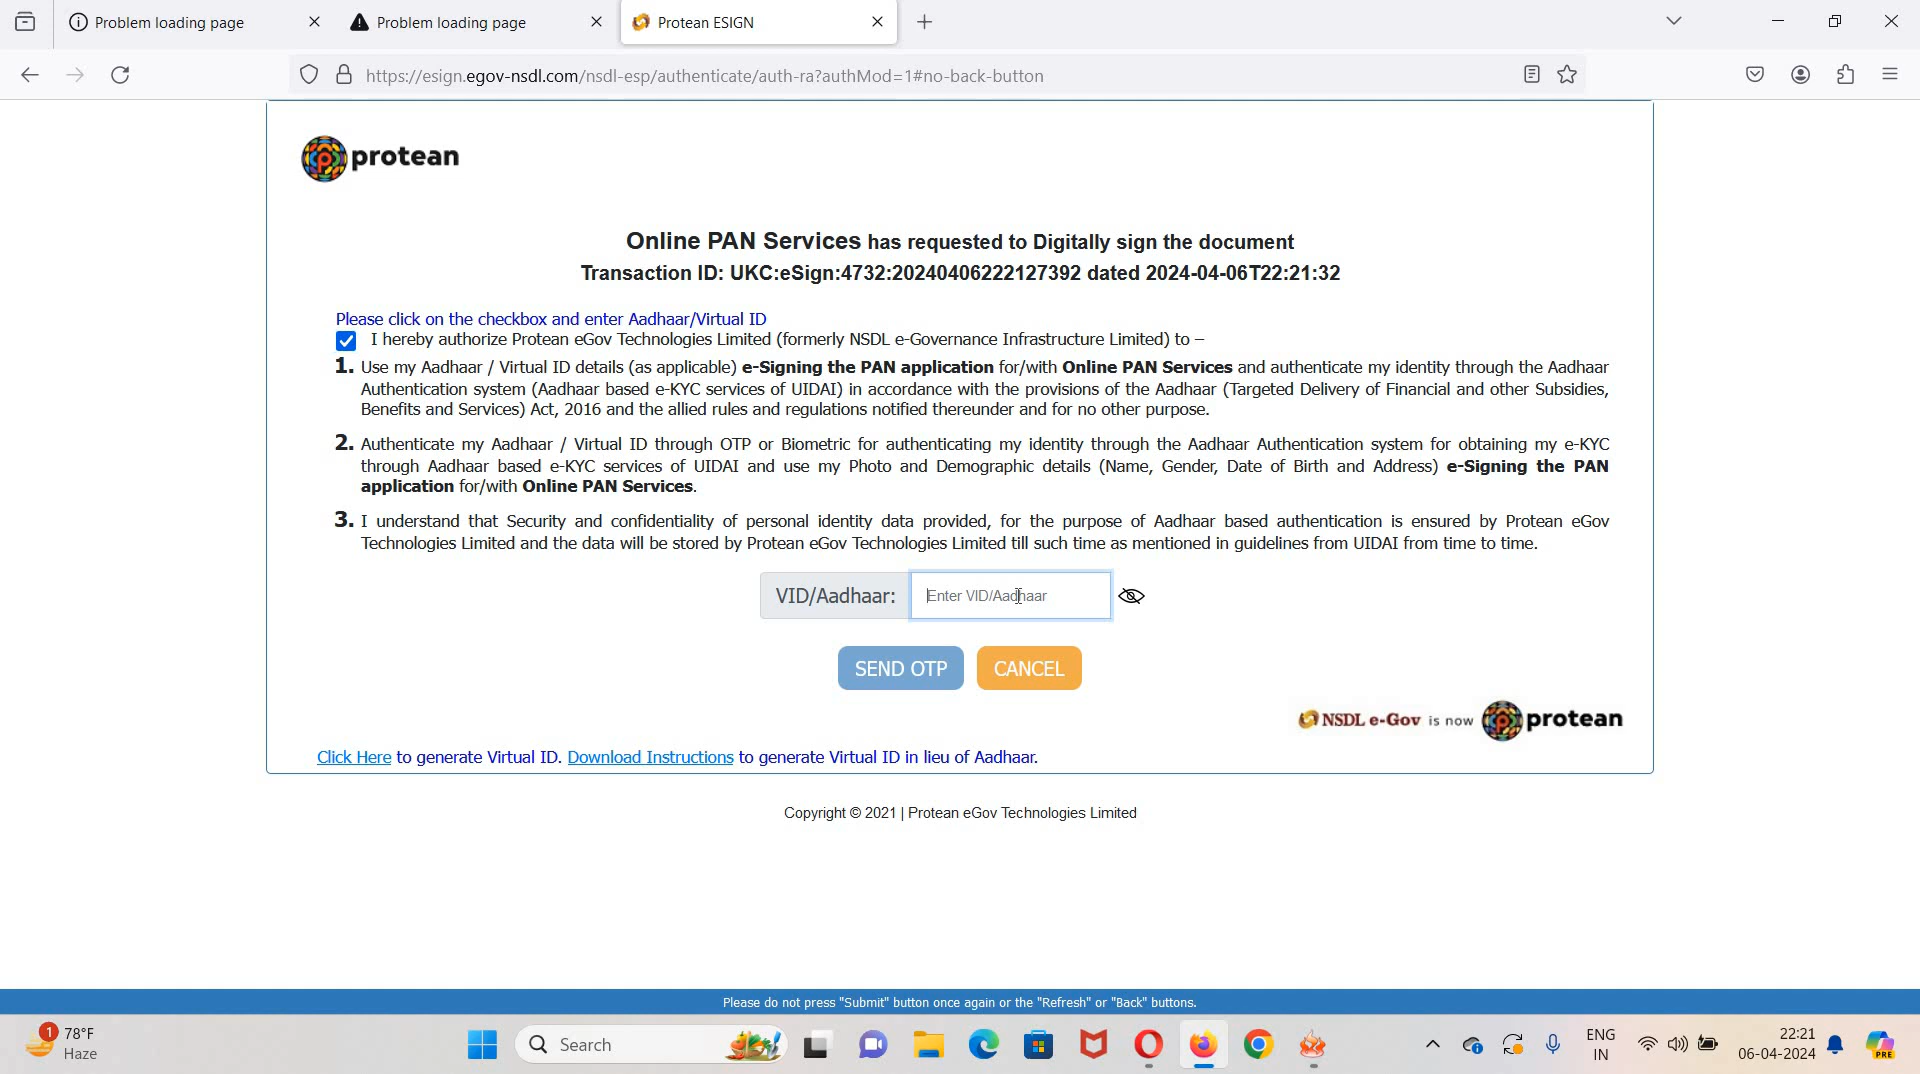 Problem loading page
Problem loading page
Protean ESIGN
https://esign.egov-nsdl.com/nsdl-esp/authenticate/auth-ra?authMod=1#no-back-button
protean
Online PAN Services has requested to Digitally sign the document
Transaction ID: UKC:eSign:4732:20240406222127392 dated 2024-04-06T22:21:32
Please click on the checkbox and enter Aadhaar/Virtual ID
I hereby authorize Protean eGov Technologies Limited (formerly NSDL e-Governance Infrastructure Limited) to –
1. Use my Aadhaar / Virtual ID details (as applicable) e-Signing the PAN application for/with Online PAN Services and authenticate my identity through the Aadhaar
Authentication system (Aadhaar based e-KYC services of UIDAI) in accordance with the provisions of the Aadhaar (Targeted Delivery of Financial and other Subsidies,
Benefits and Services) Act, 2016 and the allied rules and regulations notified thereunder and for no other purpose.
2. Authenticate my Aadhaar / Virtual ID through OTP or Biometric for authenticating my identity through the Aadhaar Authentication system for obtaining my e-KYC
through Aadhaar based e-KYC services of UIDAI and use my Photo and Demographic details (Name, Gender, Date of Birth and Address) e-Signing the PAN
application for/with Online PAN Services.
3. I understand that Security and confidentiality of personal identity data provided, for the purpose of Aadhaar based authentication is ensured by Protean eGov
Technologies Limited and the data will be stored by Protean eGov Technologies Limited till such time as mentioned in guidelines from UIDAI from time to time.
VID/Aadhaar: Enter VID/Aadhaar
SEND OTP CANCEL
NSDL e-Gov is now protean
Click Here to generate Virtual ID. Download Instructions to generate Virtual ID in lieu of Aadhaar.
Copyright © 2021 | Protean eGov Technologies Limited
Please do not press "Submit" button once again or the "Refresh" or "Back" buttons.
1
78°F
Haze
Search
ENG
IN
22:21
06-04-2024
PRE